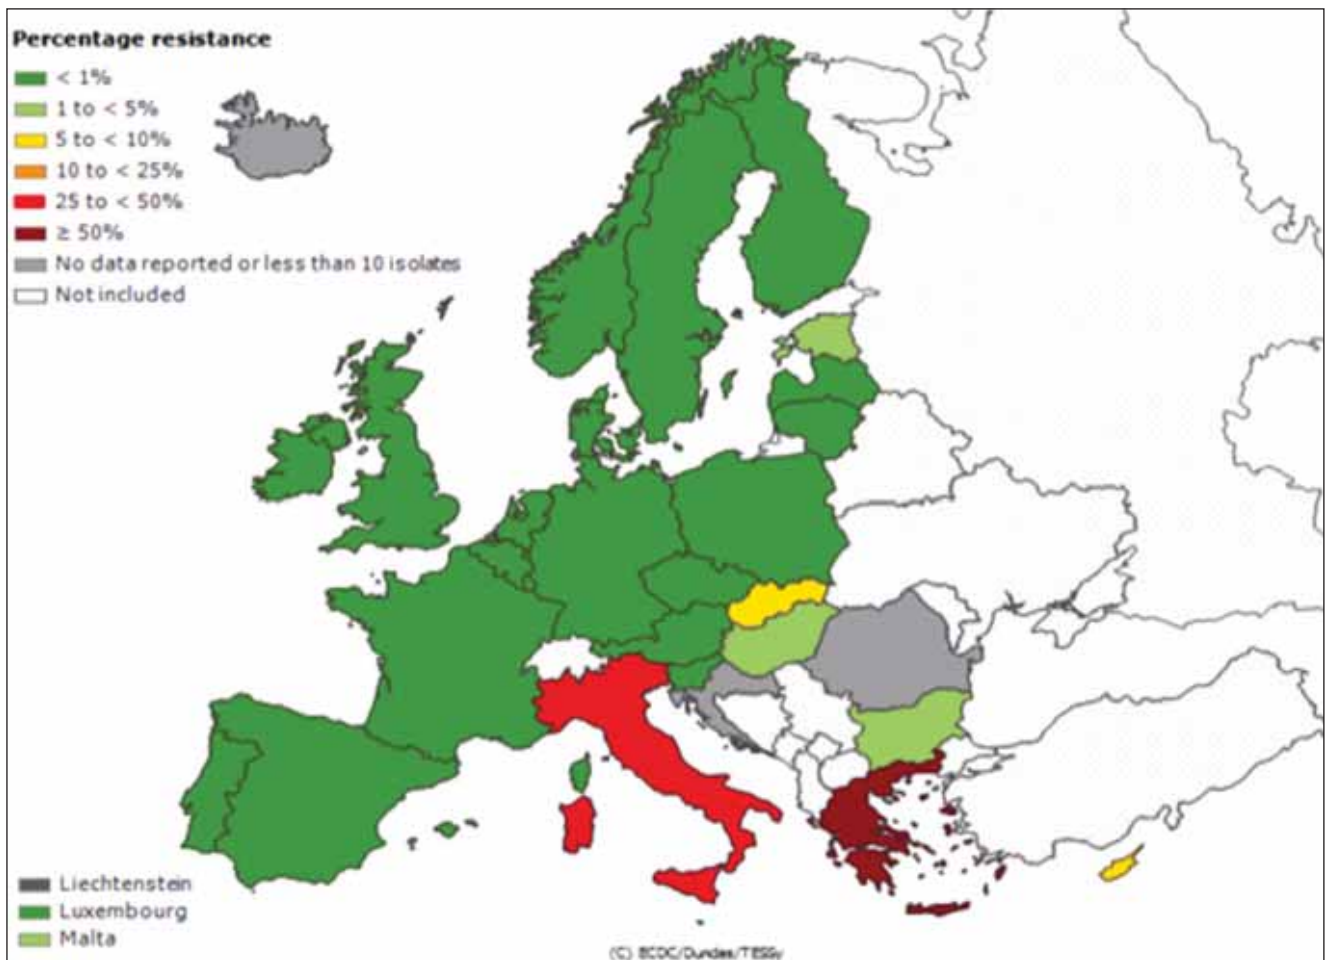 Percentage resistance
< 1%
1 to < 5%
5 to < 10%
10 to < 25%
25 to < 50%
≥ 50%
No data reported or less than 10 isolates
Not included
Liechtenstein
Luxembourg
Malta
(C) ECDC/Dundas/TESSy